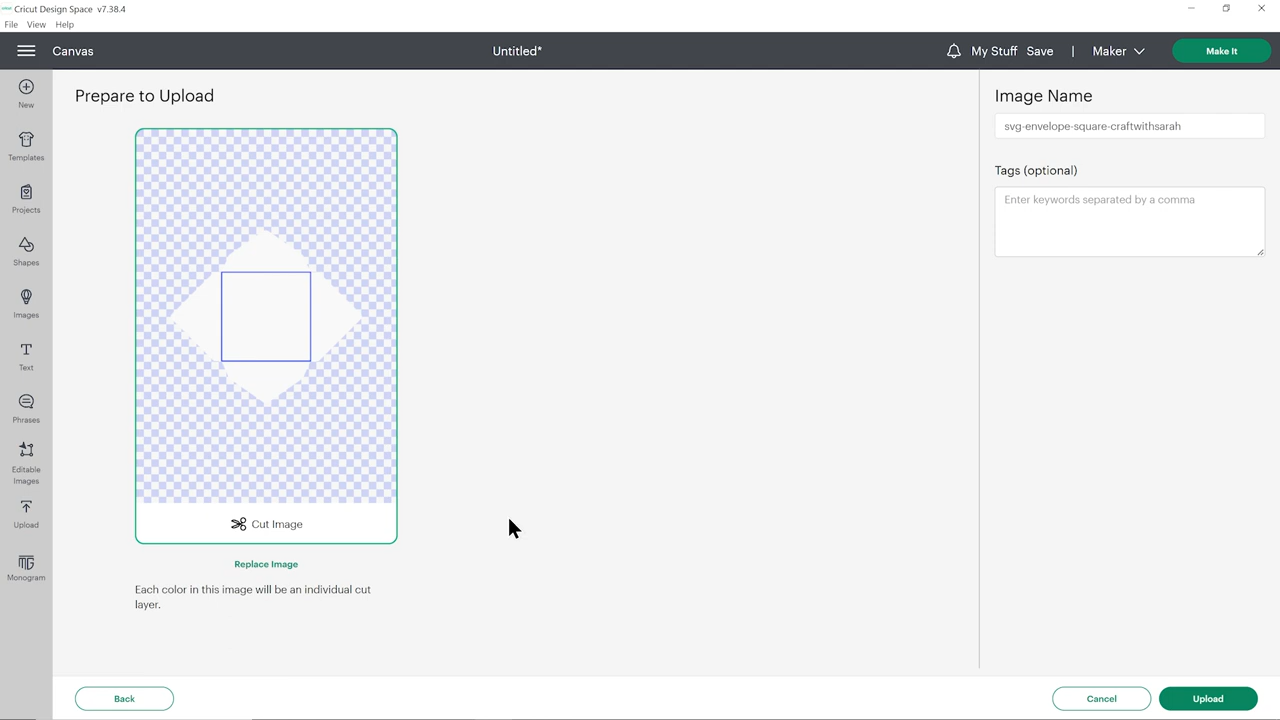 Cricut Design Space v7.38.4
File View Help
Canvas
Untitled*
My Stuff Save | Maker
Make It
New
Templates
Projects
Shapes
Images
Text
Phrases
Editable
Images
Upload
Monogram
Prepare to Upload
Cut Image
Replace Image
Each color in this image will be an individual cut
layer.
Image Name
svg-envelope-square-craftwithsarah
Tags (optional)
Enter keywords separated by a comma
Back
Cancel
Upload